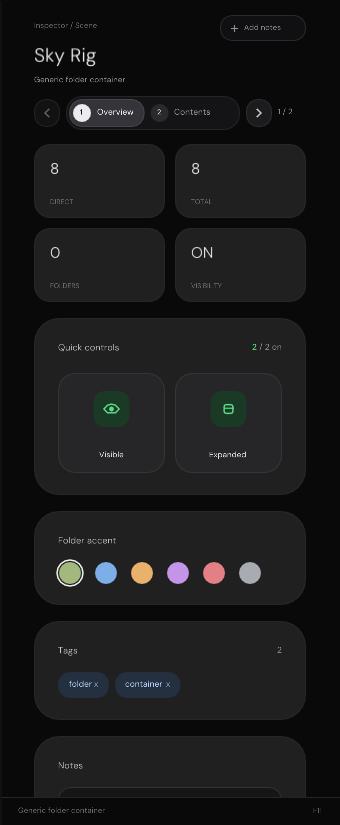 Inspector / Scene
Add notes
Sky Rig
Generic folder container
1 Overview
2 Contents
1 / 2
8
DIRECT
8
TOTAL
0
FOLDERS
ON
VISIBILITY
Quick controls
2 / 2 on
Visible
Expanded
Folder accent
Tags
2
folder x
container x
Notes
Generic folder container